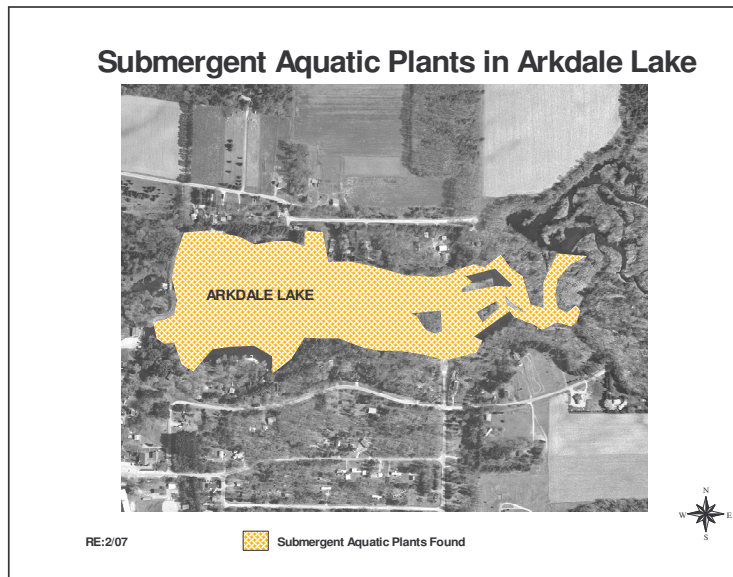 Submergent Aquatic Plants in Arkdale Lake
ARKDALE LAKE
N
W E
S
RE:2/07
Submergent Aquatic Plants Found